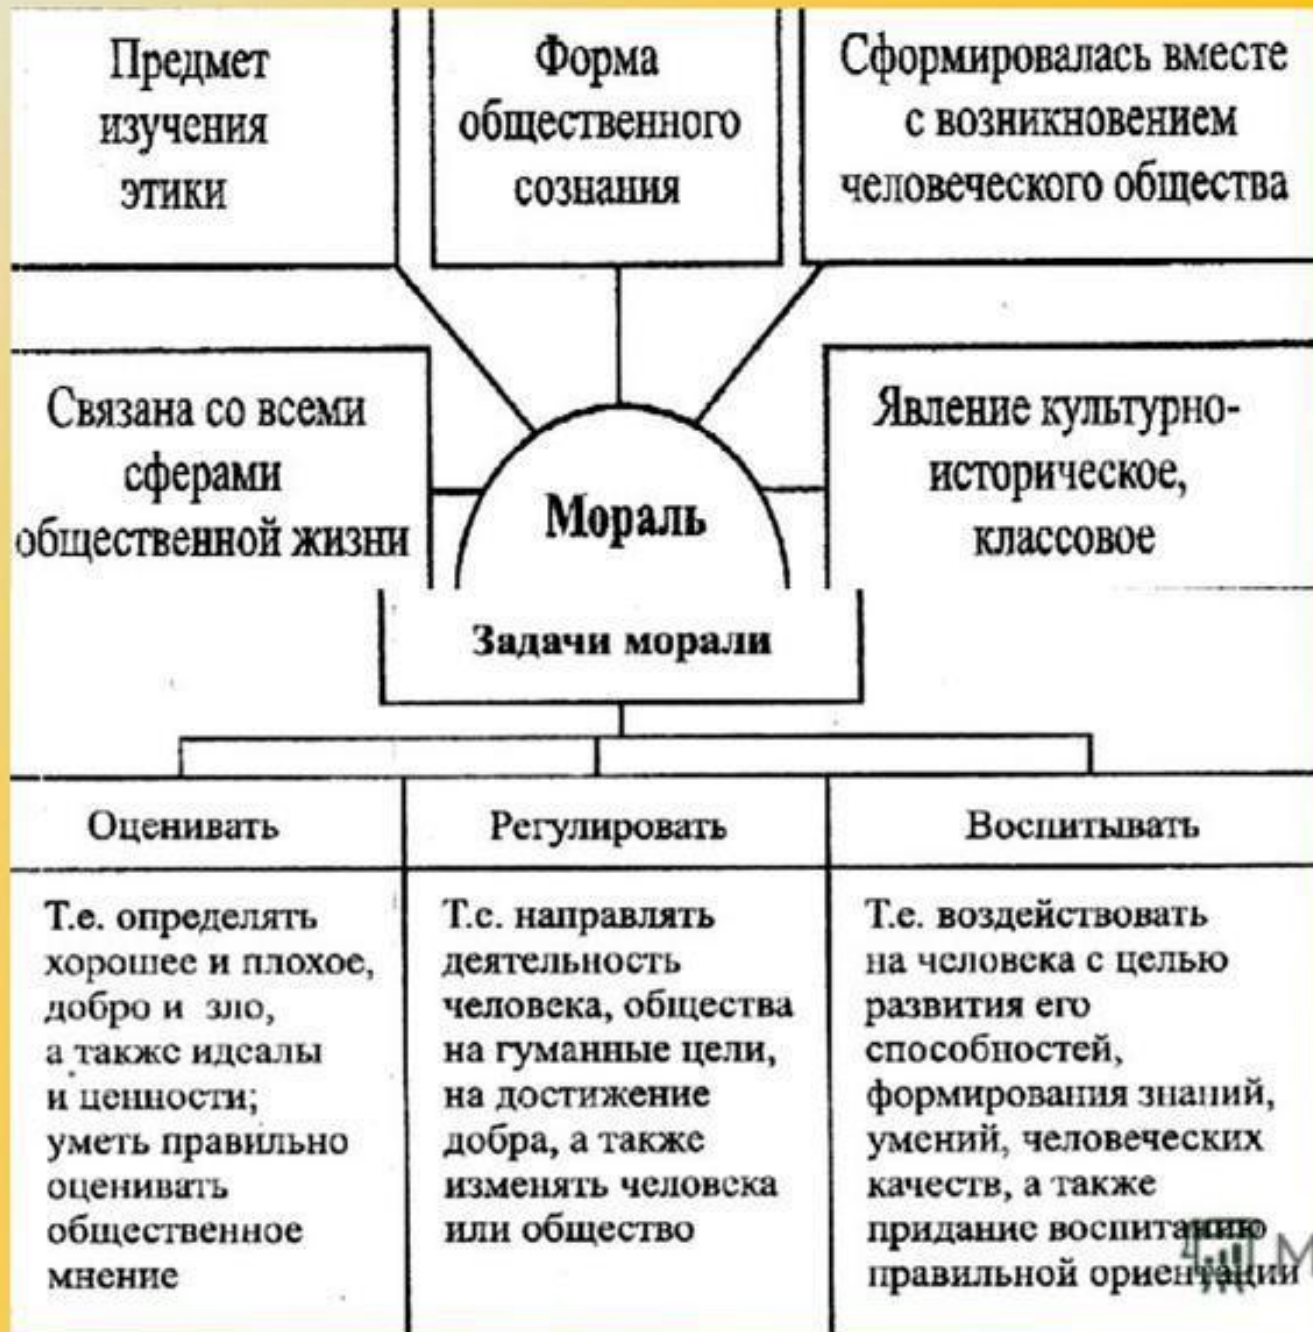 Предмет
изучения
этики
Форма
общественного
сознания
Сформировалась вместе
с возникновением
человеческого общества
Связана со всеми
сферами
общественной жизни
Мораль
Явление культурно-
историческое,
классовое
Задачи морали
Оценивать
Т.е. определять
хорошее и плохое,
добро и зло,
а также идеалы
и ценности;
уметь правильно
оценивать
общественное
мнение
Регулировать
Т.е. направлять
деятельность
человека, общества
на гуманные цели,
на достижение
добра, а также
изменять человека
или общество
Воспитывать
Т.е. воздействовать
на человека с целью
развития его
способностей,
формирования знаний,
умений, человеческих
качеств, а также
придание воспитанию
правильной ориентации